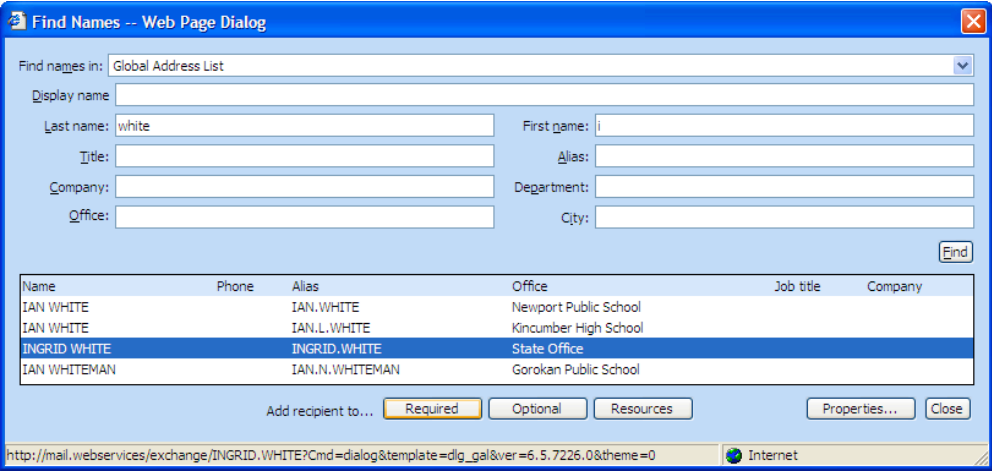 Find Names -- Web Page Dialog
Find names in: Global Address List
Display name
Last name: white First name: i
Title: Alias:
Company: Department:
Office: City:
Find
Name Phone Alias Office Job title Company
IAN WHITE IAN.WHITE Newport Public School
IAN WHITE IAN.L.WHITE Kincumber High School
INGRID WHITE INGRID.WHITE State Office
IAN WHITEMAN IAN.N.WHITEMAN Gorokan Public School
Add recipient to... Required Optional Resources Properties... Close
http://mail.webservices/exchange/INGRID.WHITE?Cmd=dialog&template=dlg_gal&ver=6.5.7226.0&theme=0 Internet